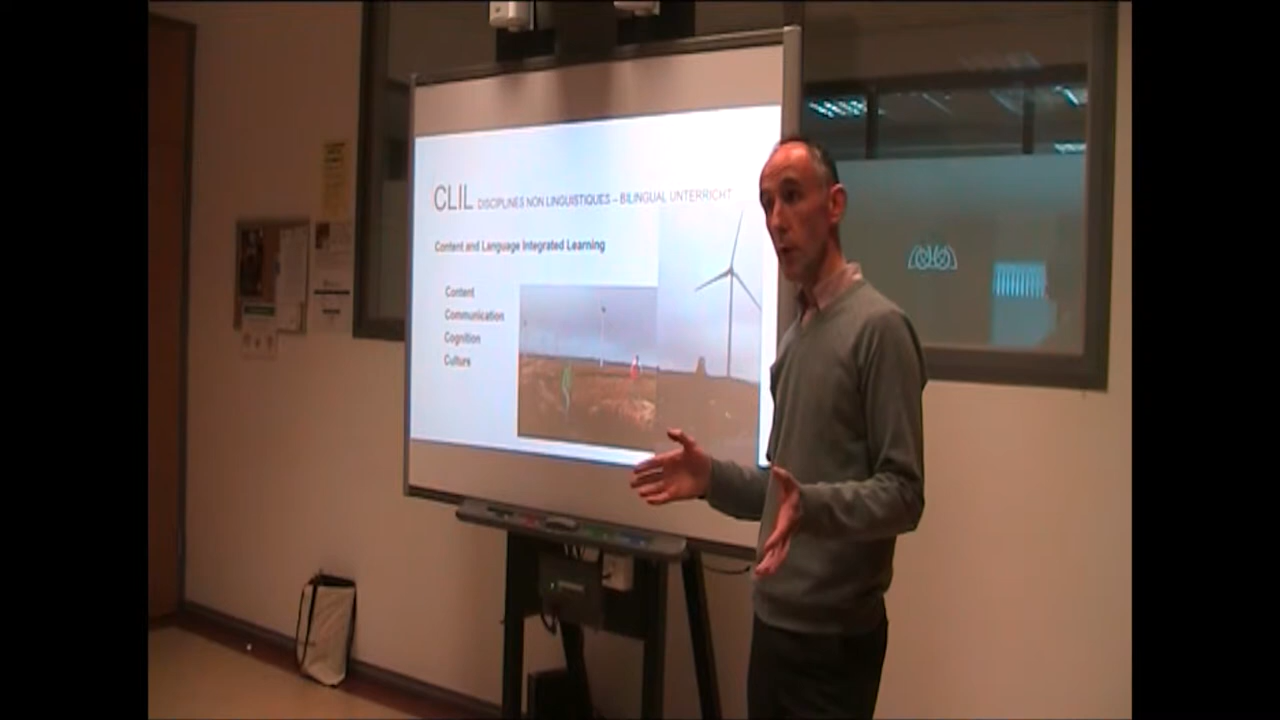 CLIL DISCIPLINES NON LINGUISTIQUES – BILINGUAL UNTERRICHT
Content and Language Integrated Learning
Content
Communication
Cognition
Culture